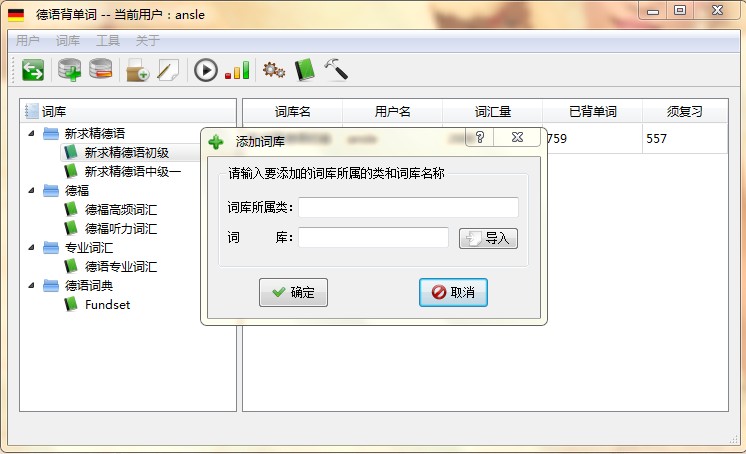 德语背单词 -- 当前用户：ansle
用户 词库 工具 关于
词库
新求精德语
新求精德语初级
新求精德语中级一
德福
德福高频词汇
德福听力词汇
专业词汇
德语专业词汇
德语词典
Fundset
词库名 用户名 词汇量 已背单词 须复习
759 557
添加词库
请输入要添加的词库所属的类和词库名称
词库所属类:
词 库: 导入
确定 取消